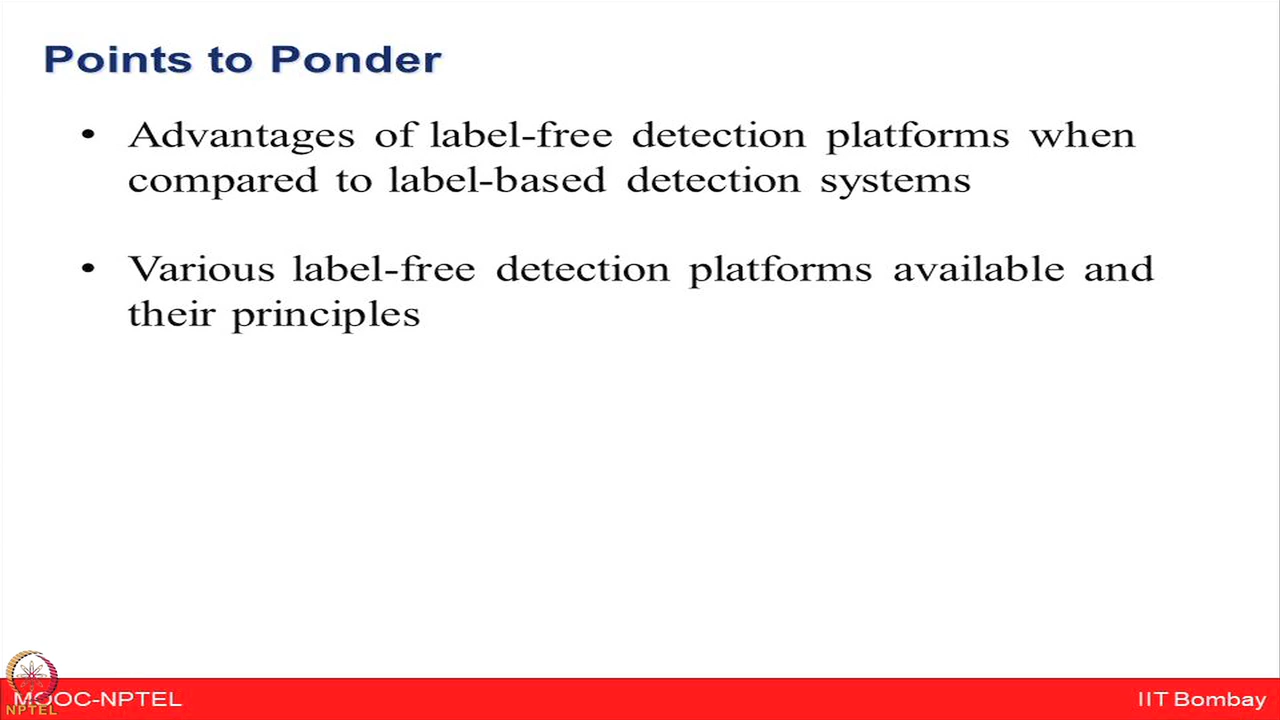 Points to Ponder
• Advantages of label-free detection platforms when
compared to label-based detection systems
• Various label-free detection platforms available and
their principles
MOOC-NPTEL
NPTEL
IIT Bombay